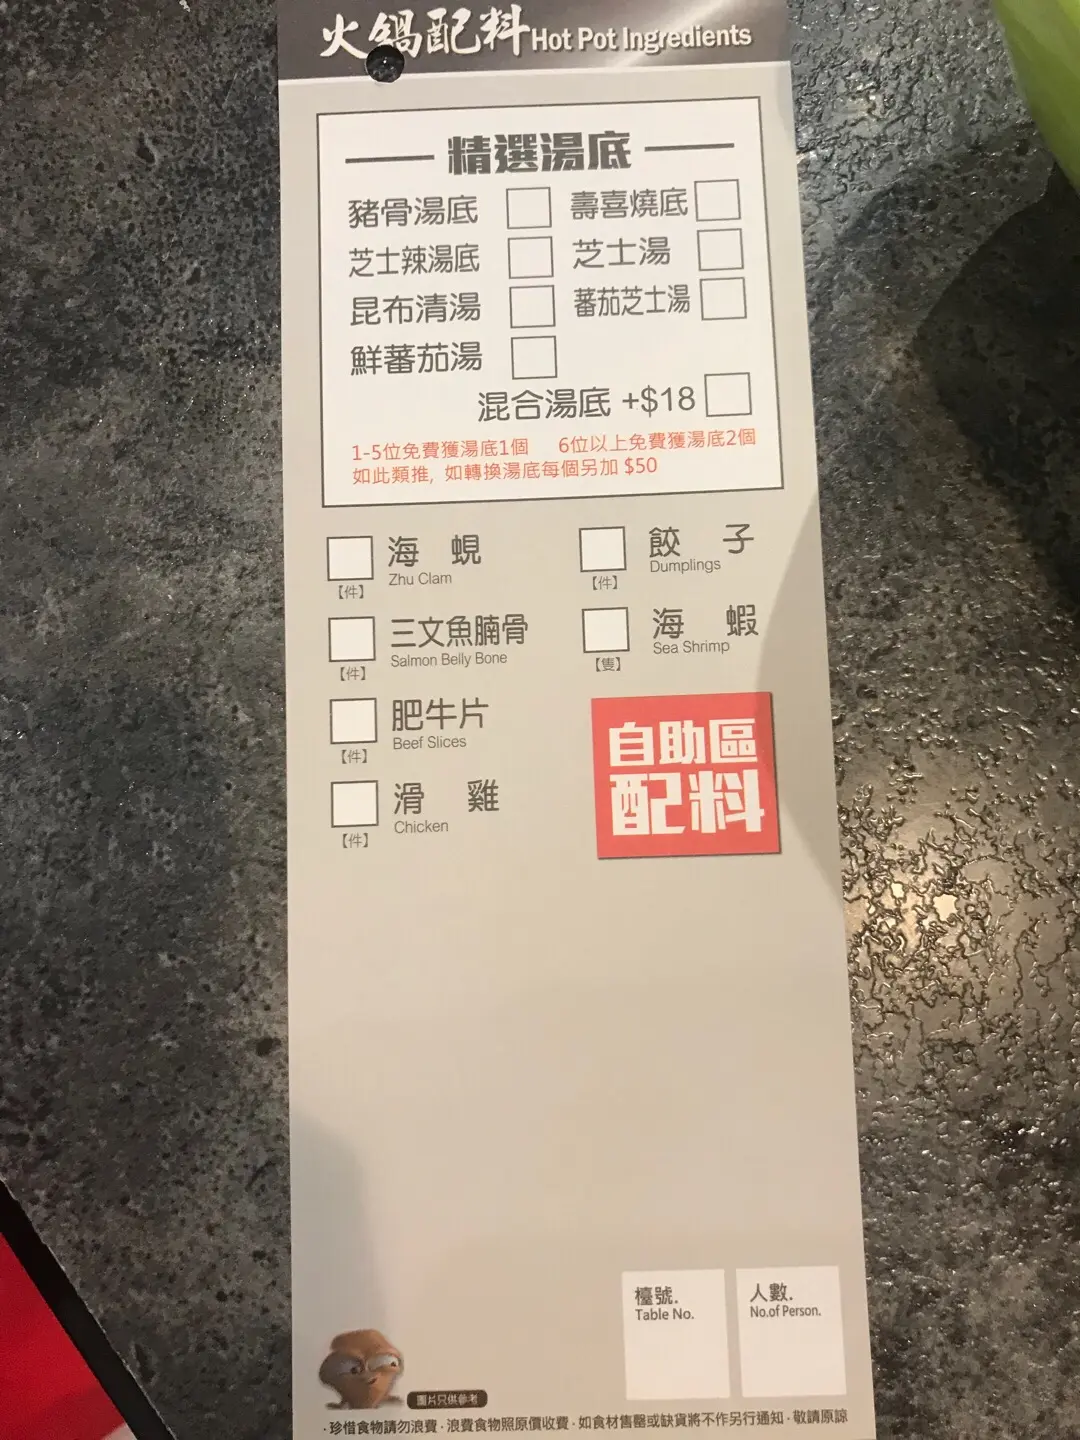 火鍋配料 Hot Pot Ingredients
精選湯底
豬骨湯底 壽喜燒底
芝士辣湯底 芝士湯
昆布清湯 蕃茄芝士湯
鮮蕃茄湯
混合湯底 +$18
1-5位免費獲湯底1個 6位以上免費獲湯底2個
如此類推, 如轉換湯底每個另加 $50
海 蜆 餃 子
Zhu Clam Dumplings
【件】 【件】
三文魚腩骨 海 蝦
Salmon Belly Bone Sea Shrimp
【件】 【隻】
肥牛片
Beef Slices
【件】
滑 雞
Chicken
【件】
自助區
配料
檯號. 人數.
Table No. No.of Person.
圖片只供參考
·珍惜食物請勿浪費·浪費食物照原價收費·如食材售罄或缺貨將不作另行通知·敬請原諒